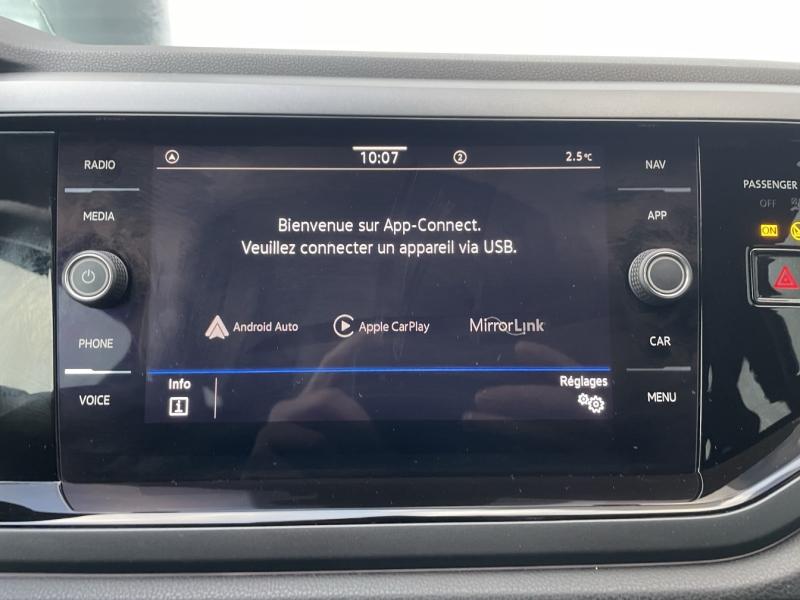 RADIO
MEDIA
PHONE
VOICE
10:07
2
2.5°C
Bienvenue sur App-Connect.
Veuillez connecter un appareil via USB.
Android Auto
Apple CarPlay
MirrorLink
Info
Réglages
NAV
APP
CAR
MENU
PASSENGER
OFF
ON